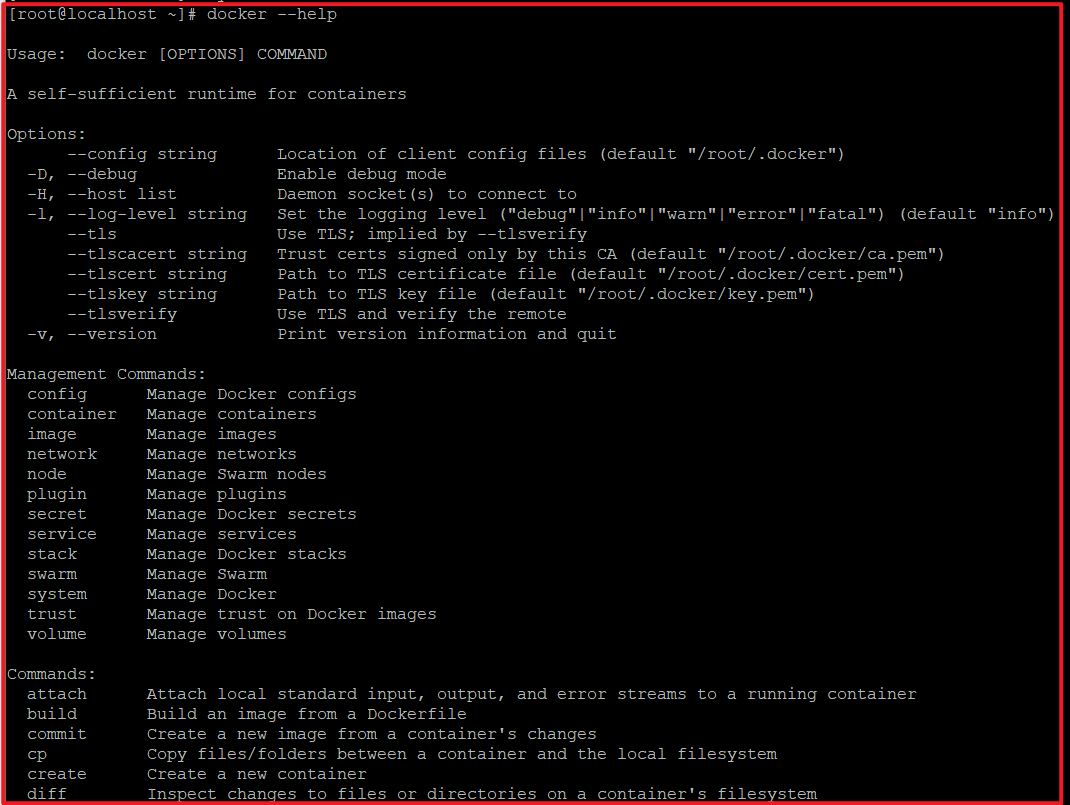 [root@localhost ~]# docker --help
Usage:  docker [OPTIONS] COMMAND
A self-sufficient runtime for containers
Options:
      --config string      Location of client config files (default "/root/.docker")
  -D, --debug              Enable debug mode
  -H, --host list          Daemon socket(s) to connect to
  -l, --log-level string   Set the logging level ("debug"|"info"|"warn"|"error"|"fatal") (default "info")
      --tls                Use TLS; implied by --tlsverify
      --tlscacert string   Trust certs signed only by this CA (default "/root/.docker/ca.pem")
      --tlscert string     Path to TLS certificate file (default "/root/.docker/cert.pem")
      --tlskey string      Path to TLS key file (default "/root/.docker/key.pem")
      --tlsverify          Use TLS and verify the remote
  -v, --version            Print version information and quit
Management Commands:
  config      Manage Docker configs
  container   Manage containers
  image       Manage images
  network     Manage networks
  node        Manage Swarm nodes
  plugin      Manage plugins
  secret      Manage Docker secrets
  service     Manage services
  stack       Manage Docker stacks
  swarm       Manage Swarm
  system      Manage Docker
  trust       Manage trust on Docker images
  volume      Manage volumes
Commands:
  attach      Attach local standard input, output, and error streams to a running container
  build       Build an image from a Dockerfile
  commit      Create a new image from a container's changes
  cp          Copy files/folders between a container and the local filesystem
  create      Create a new container
  diff        Inspect changes to files or directories on a container's filesystem